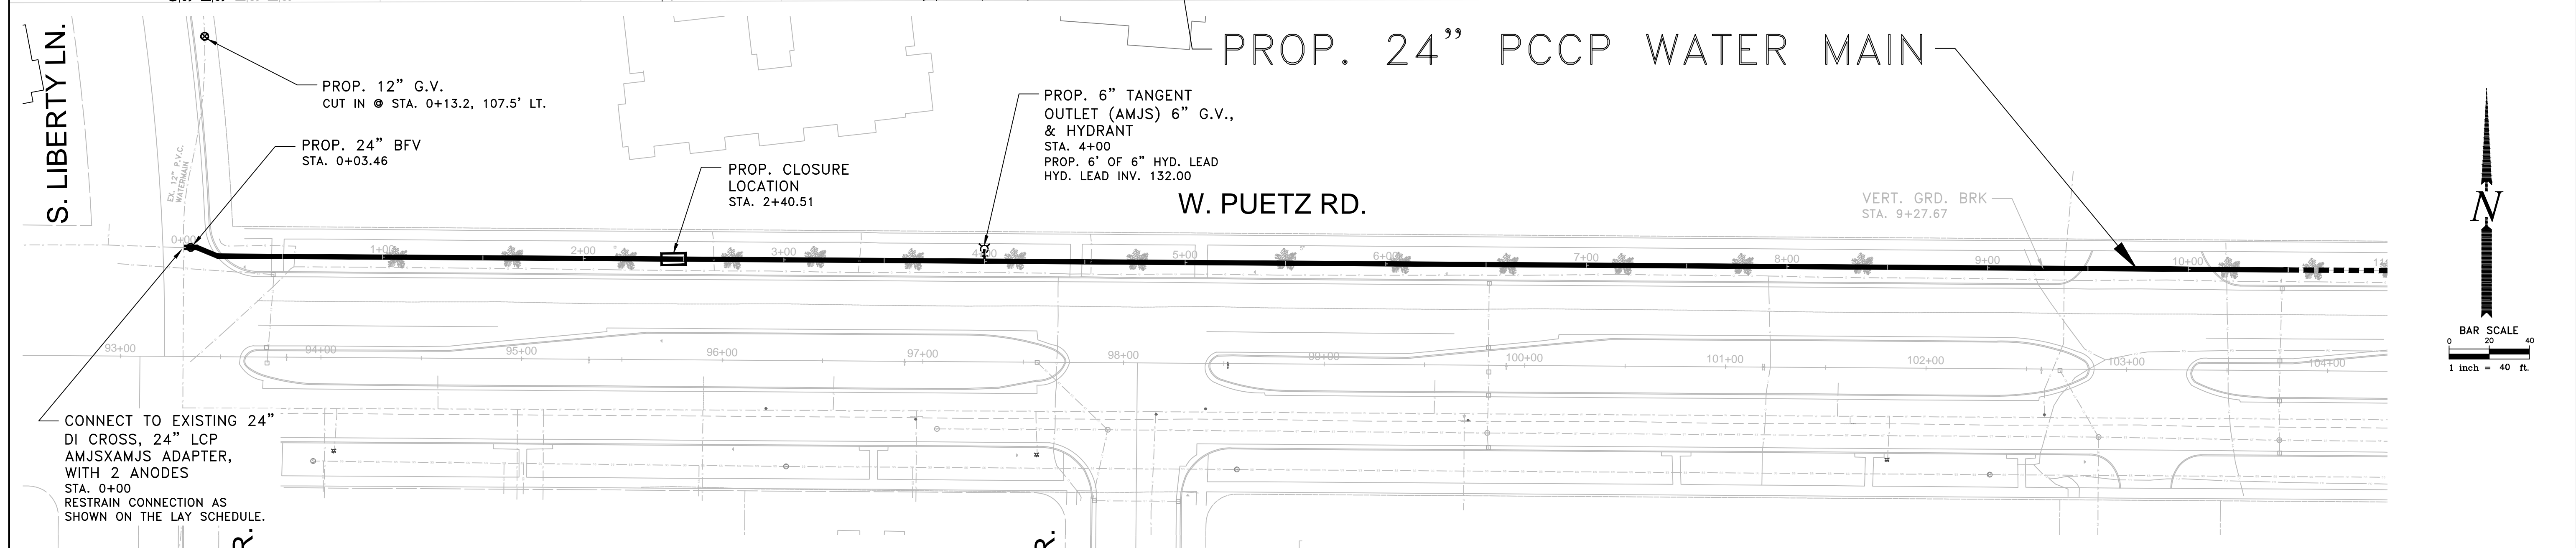 S. LIBERTY LN.
PROP. 12” G.V.
CUT IN @ STA. 0+13.2, 107.5’ LT.
PROP. 24” BFV
STA. 0+03.46
EX. 12" P.V.C.
WATERMAIN
PROP. CLOSURE
LOCATION
STA. 2+40.51
PROP. 6” TANGENT
OUTLET (AMJS) 6” G.V.,
& HYDRANT
STA. 4+00
PROP. 6’ OF 6” HYD. LEAD
HYD. LEAD INV. 132.00
PROP. 24” PCCP WATER MAIN
W. PUETZ RD.
VERT. GRD. BRK
STA. 9+27.67
N
BAR SCALE
0 20 40
1 inch = 40 ft.
0+00 1+00 2+00 3+00 4+00 5+00 6+00 7+00 8+00 9+00 10+00
93+00 94+00 95+00 96+00 97+00 98+00 99+00 100+00 101+00 102+00 103+00 104+00
CONNECT TO EXISTING 24”
DI CROSS, 24” LCP
AMJSXAMJS ADAPTER,
WITH 2 ANODES
STA. 0+00
RESTRAIN CONNECTION AS
SHOWN ON THE LAY SCHEDULE.
R.
R.